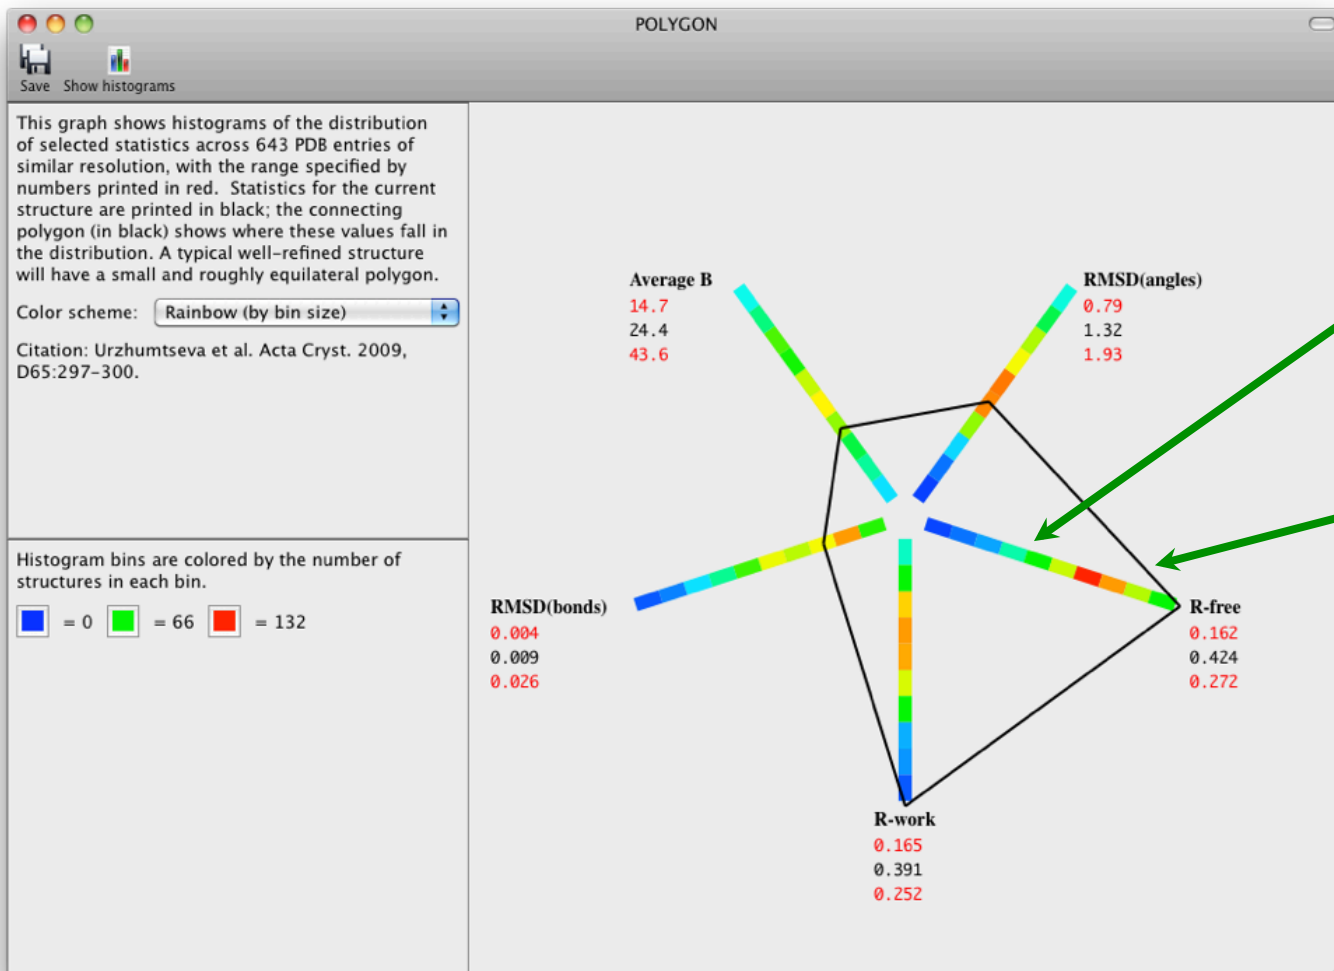 POLYGON
Save Show histograms
This graph shows histograms of the distribution
of selected statistics across 643 PDB entries of
similar resolution, with the range specified by
numbers printed in red. Statistics for the current
structure are printed in black; the connecting
polygon (in black) shows where these values fall in
the distribution. A typical well-refined structure
will have a small and roughly equilateral polygon.
Color scheme: Rainbow (by bin size)
Citation: Urzhumtseva et al. Acta Cryst. 2009,
D65:297-300.
Histogram bins are colored by the number of
structures in each bin.
= 0 = 66 = 132
Average B
14.7
24.4
43.6
RMSD(angles)
0.79
1.32
1.93
RMSD(bonds)
0.004
0.009
0.026
R-free
0.162
0.424
0.272
R-work
0.165
0.391
0.252